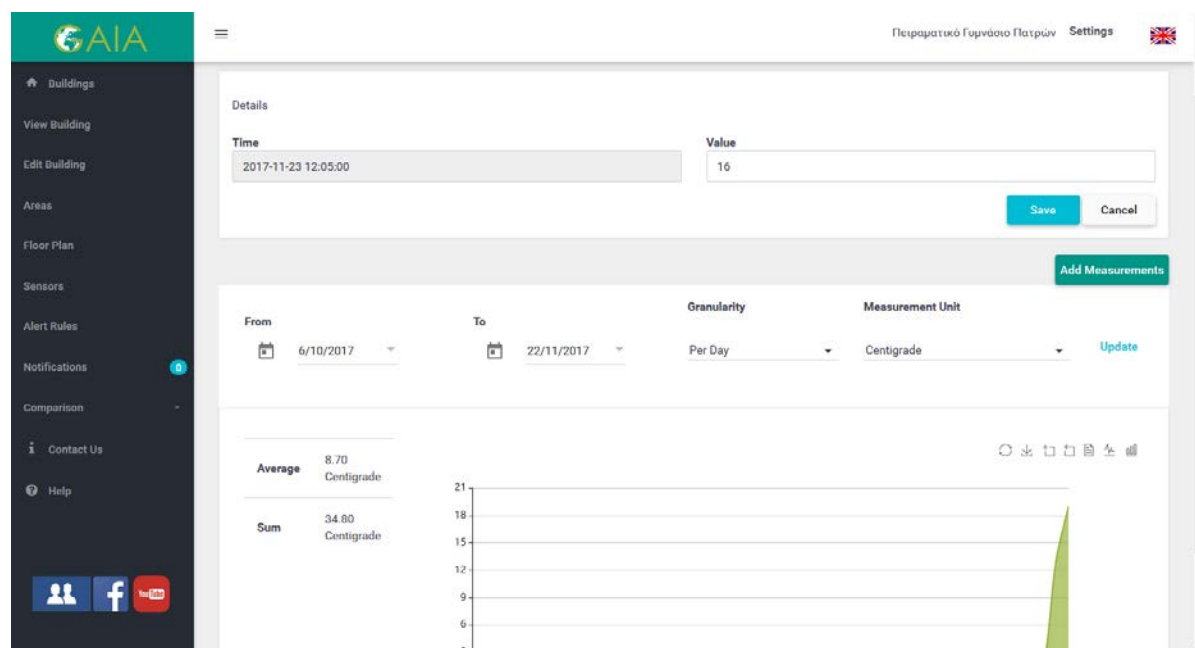 GAIA
Πειραματικό Γυμνάσιο Πατρών Settings
Buildings
View Building
Edit Building
Areas
Floor Plan
Sensors
Alert Rules
Notifications 0
Comparison
Contact Us
Help
YouTube
Details
Time Value
2017-11-23 12:05:00 16
Save Cancel
Add Measurements
From To Granularity Measurement Unit
6/10/2017 22/11/2017 Per Day Centigrade Update
Average 8.70 Centigrade
Sum 34.80 Centigrade
21
18
15
12
9
6